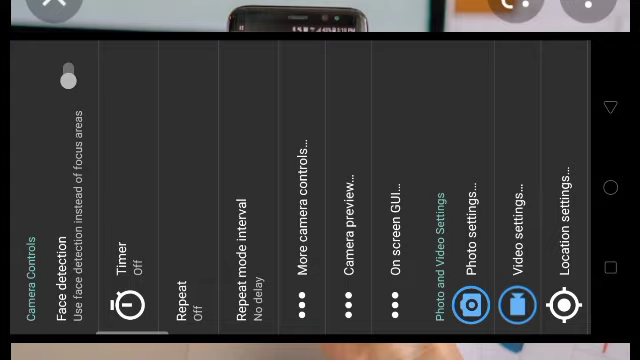 Camera Controls
Face detection
Use face detection instead of focus areas
Timer
Off
Repeat
Off
Repeat mode interval
No delay
More camera controls...
Camera preview...
On screen GUI...
Photo and Video Settings
Photo settings...
Video settings...
Location settings...